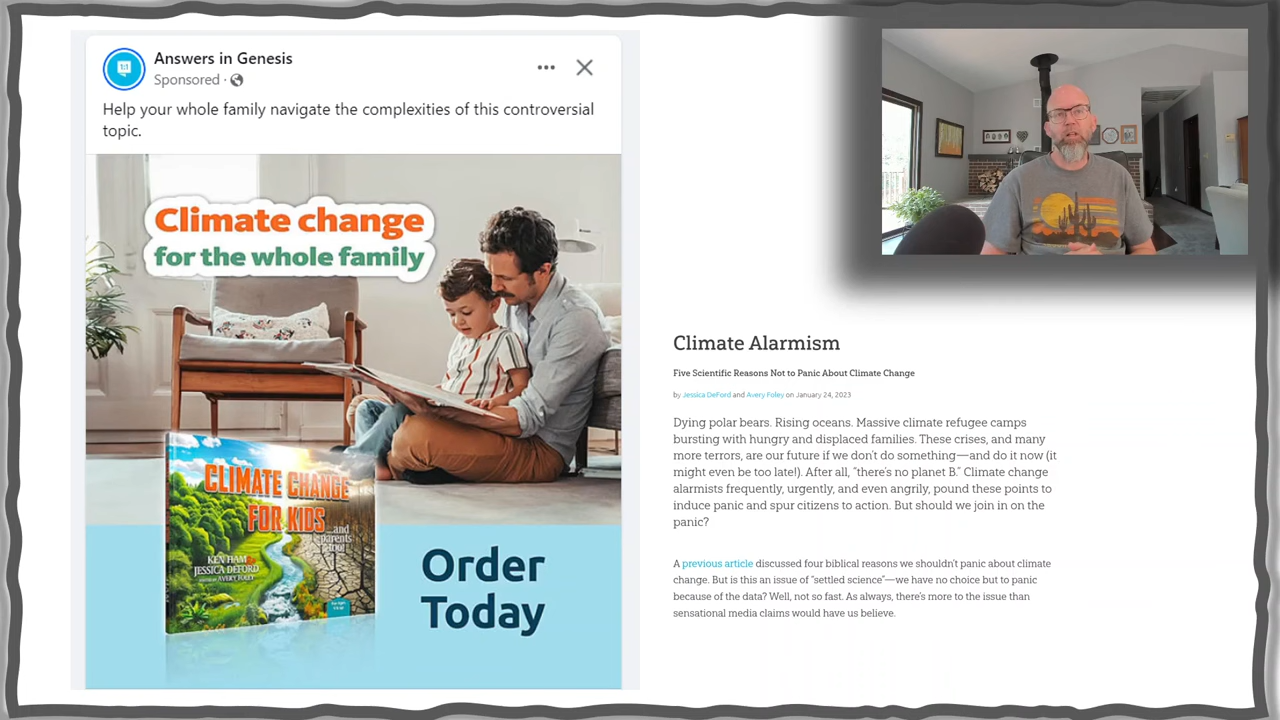 Answers in Genesis
Sponsored ·
Help your whole family navigate the complexities of this controversial
topic.
Climate change
for the whole family
CLIMATE CHANGE
FOR KIDS
...and
parents
too!
KEN HAM
JESSICA DEFORD
AVERY FOLEY
Order
Today
Climate Alarmism
Five Scientific Reasons Not to Panic About Climate Change
by Jessica DeFord and Avery Foley on January 24, 2023
Dying polar bears. Rising oceans. Massive climate refugee camps
bursting with hungry and displaced families. These crises, and many
more terrors, are our future if we don't do something—and do it now (it
might even be too late!). After all, "there's no planet B." Climate change
alarmists frequently, urgently, and even angrily, pound these points to
induce panic and spur citizens to action. But should we join in on the
panic?
A previous article discussed four biblical reasons we shouldn't panic about climate
change. But is this an issue of "settled science"—we have no choice but to panic
because of the data? Well, not so fast. As always, there's more to the issue than
sensational media claims would have us believe.